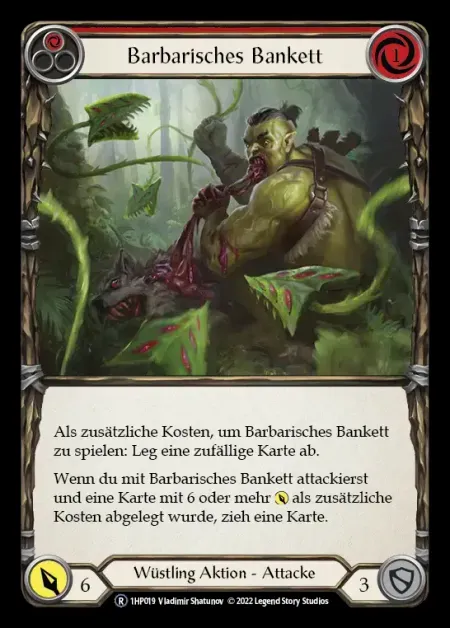 Barbarisches Bankett
1
Als zusätzliche Kosten, um Barbarisches Bankett
zu spielen: Leg eine zufällige Karte ab.
Wenn du mit Barbarisches Bankett attackierst
und eine Karte mit 6 oder mehr als zusätzliche
Kosten abgelegt wurde, zieh eine Karte.
6
Wüstling Aktion - Attacke
3
R 1HP019 Vladimir Shatunov © 2022 Legend Story Studios